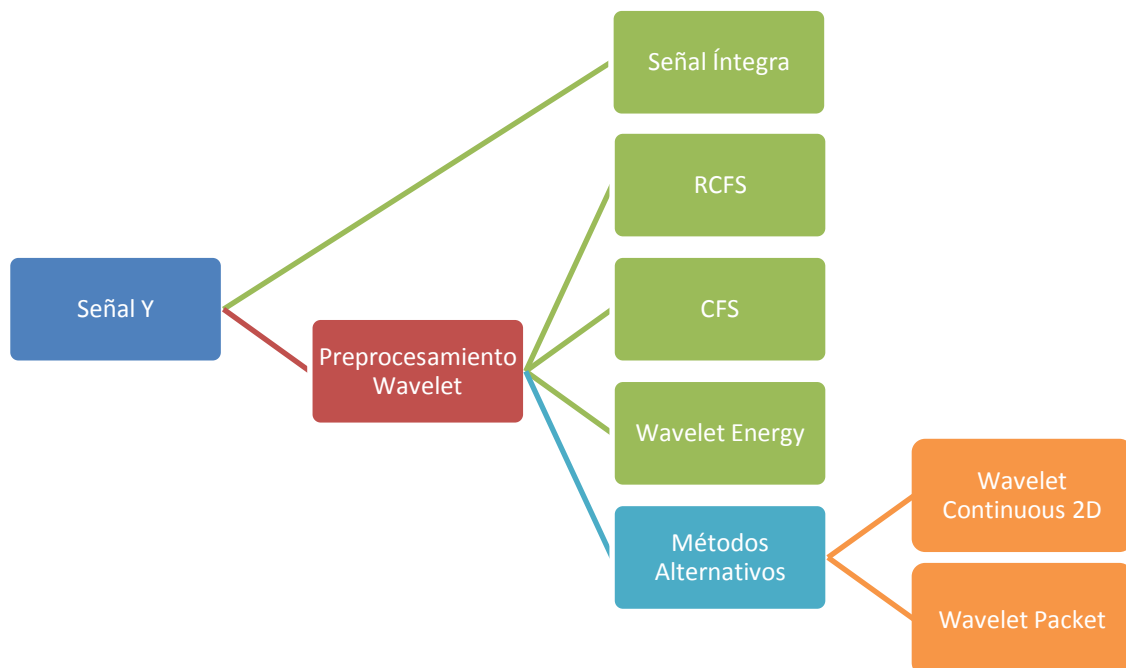 Señal Íntegra
RCFS
Señal Y
CFS
Preprocesamiento
Wavelet
Wavelet Energy
Wavelet
Continuous 2D
Métodos
Alternativos
Wavelet Packet